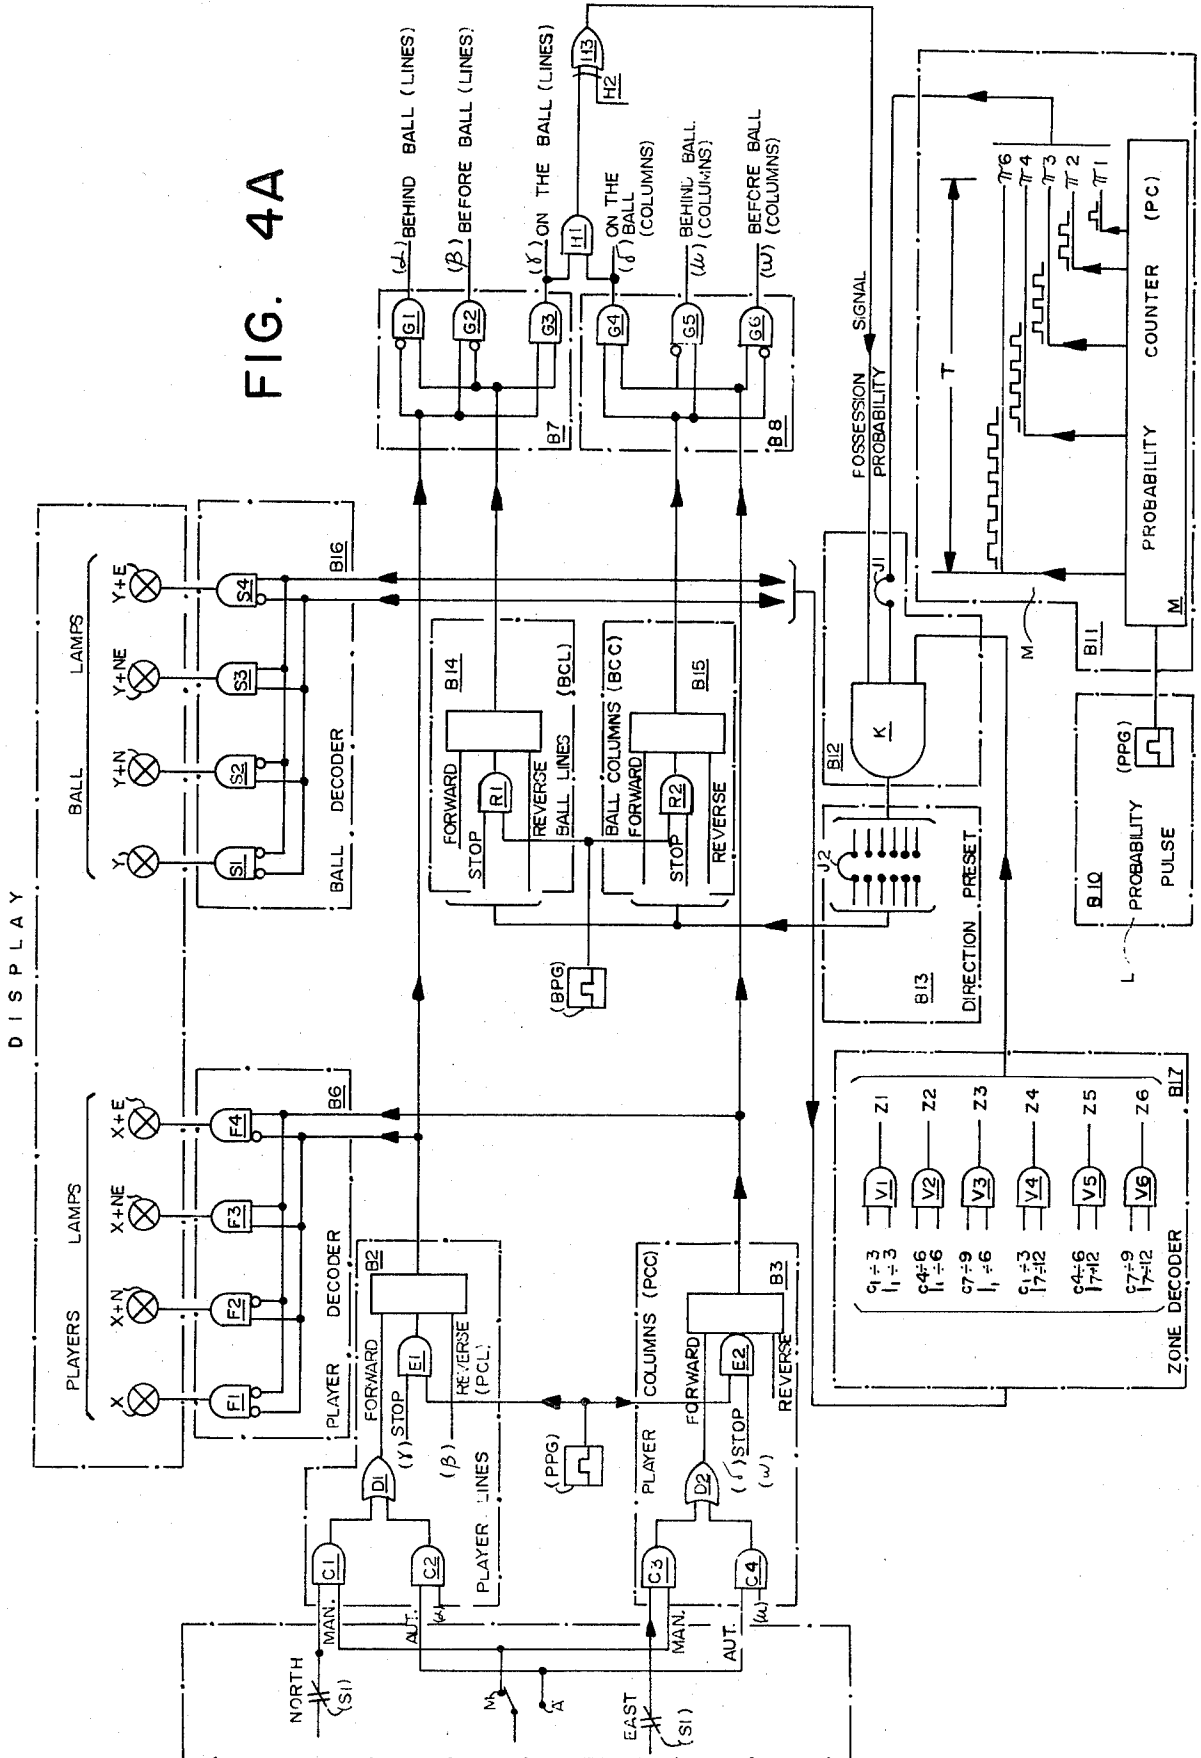 FIG. 4A
DISPLAY
PLAYERS LAMPS
BALL LAMPS
X
X+N
X+NE
X+E
Y
Y+N
Y+NE
Y+E
F1
F2
F3
F4
S1
S2
S3
S4
PLAYER DECODER
B6
BALL DECODER
B16
NORTH
(S1)
MAN.
AUT.
(α)
C1
C2
D1
FORWARD
(γ) STOP
(β)
E1
REVERSE
(PCL)
B2
PLAYER LINES
M
A
(PPG)
EAST
(S1)
MAN.
AUT.
(μ)
C3
C4
D2
PLAYER COLUMNS (PCC)
FORWARD
STOP
(ω)
E2
REVERSE
B3
(BPG)
B14
FORWARD
STOP
R1
REVERSE
BALL LINES (BCL)
BALL COLUMNS (BCC)
FORWARD
STOP
R2
REVERSE
B15
G1
G2
G3
B7
G4
G5
G6
B8
(α) BEHIND BALL (LINES)
(β) BEFORE BALL (LINES)
(γ) ON THE BALL (LINES)
ON THE BALL (COLUMNS)
(μ) BEHIND BALL (COLUMNS)
(ω) BEFORE BALL (COLUMNS)
H1
H2
H3
FOSSESSION SIGNAL
PROBABILITY
J1
K
B12
J2
B13
DIRECTION PRESET
T
π6
π4
π3
π2
π1
M
B11
PROBABILITY COUNTER (PC)
M
(PPG)
B10
PROBABILITY
PULSE
L
C1÷3
l1÷3
V1
Z1
C4÷6
l1÷6
V2
Z2
C7÷9
l1÷6
V3
Z3
C1÷3
l7÷12
V4
Z4
C4÷6
l7÷12
V5
Z5
C7÷9
l7÷12
V6
Z6
ZONE DECODER
B17